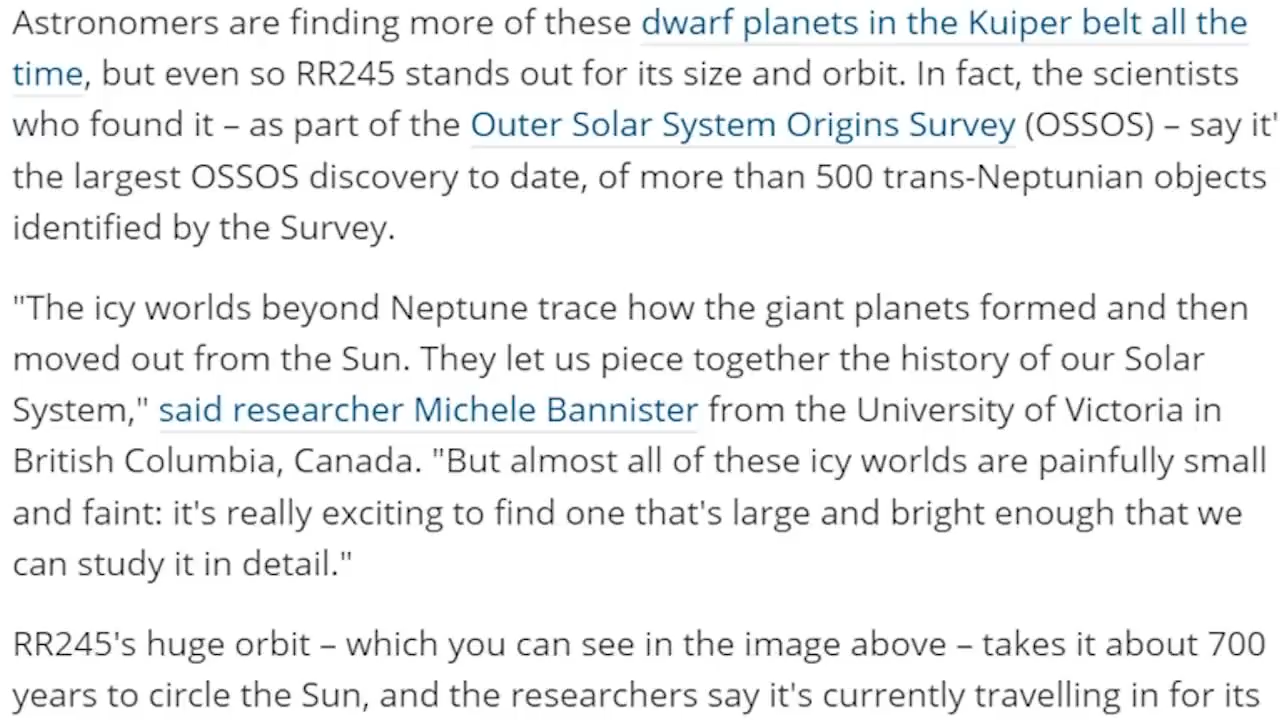 Astronomers are finding more of these dwarf planets in the Kuiper belt all the
time, but even so RR245 stands out for its size and orbit. In fact, the scientists
who found it – as part of the Outer Solar System Origins Survey (OSSOS) – say it'
the largest OSSOS discovery to date, of more than 500 trans-Neptunian objects
identified by the Survey.
"The icy worlds beyond Neptune trace how the giant planets formed and then
moved out from the Sun. They let us piece together the history of our Solar
System," said researcher Michele Bannister from the University of Victoria in
British Columbia, Canada. "But almost all of these icy worlds are painfully small
and faint: it's really exciting to find one that's large and bright enough that we
can study it in detail."
RR245's huge orbit – which you can see in the image above – takes it about 700
years to circle the Sun, and the researchers say it's currently travelling in for its